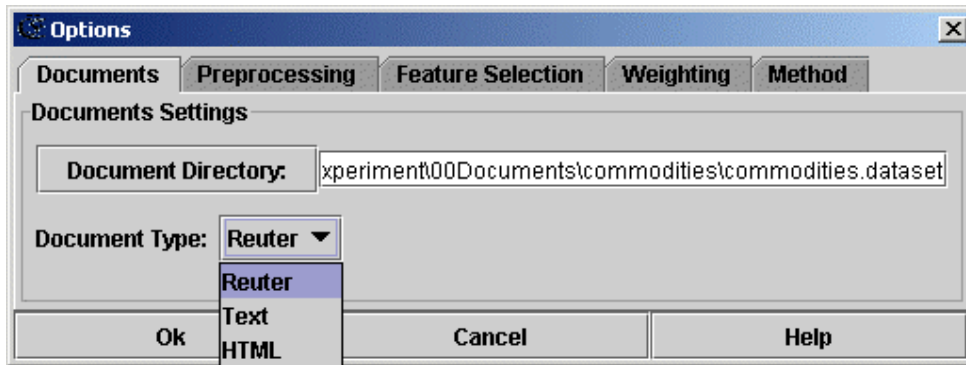 Options
Documents Preprocessing Feature Selection Weighting Method
Documents Settings
Document Directory: xperiment\00Documents\commodities\commodities.dataset
Document Type: Reuter
Reuter
Text
HTML
Ok Cancel Help